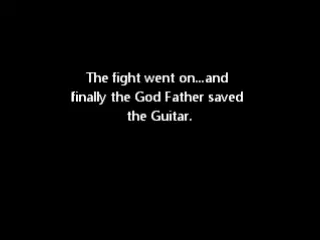 The fight went on...and
finally the God Father saved
the Guitar.